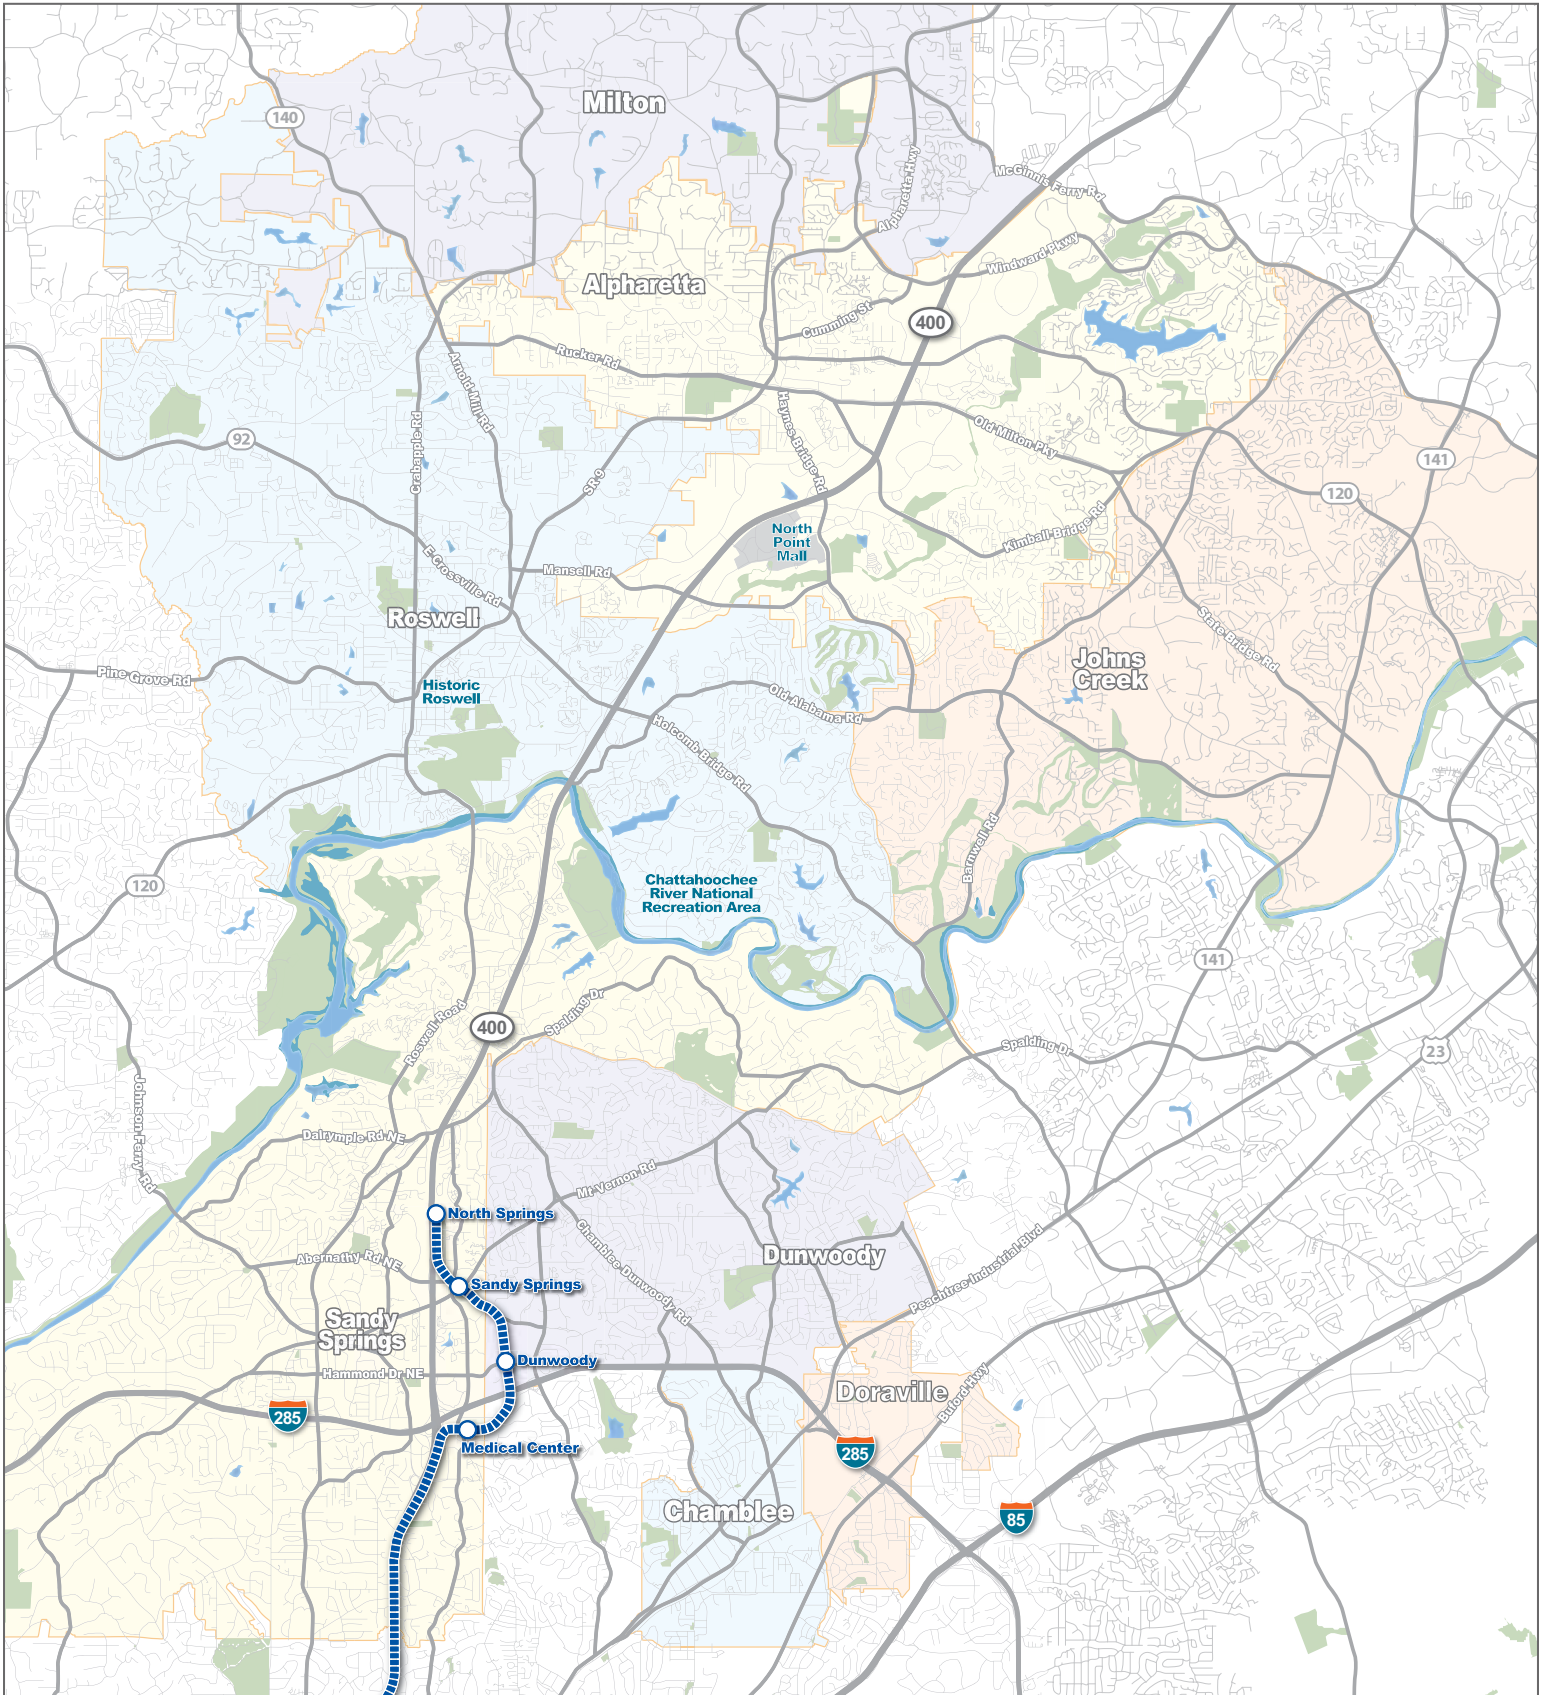 Milton
140
McGinnis Ferry Rd
Alpharetta Hwy
Windward Pkwy
Alpharetta
Cumming St
400
Rucker Rd
Arnold Mill Rd
Haynes Bridge Rd
Old Milton Pky
Crabapple Rd
92
141
SR 9
120
North
Point
Mall
Kimball Bridge Rd
E Crossville Rd
Mansell Rd
Roswell
State Bridge Rd
Johns
Creek
Pine Grove Rd
Historic
Roswell
Old Alabama Rd
Holcomb Bridge Rd
Barnwell Rd
120
Chattahoochee
River National
Recreation Area
141
Spalding Dr
Roswell Road
400
Spalding Dr
23
Johnson Ferry Rd
Dalrymple Rd NE
Mt Vernon Rd
North Springs
Chamblee Dunwoody Rd
Dunwoody
Abernathy Rd NE
Peachtree Industrial Blvd
Sandy Springs
Sandy
Springs
Dunwoody
Hammond Dr NE
Doraville
Buford Hwy
285
Medical Center
285
Chamblee
85